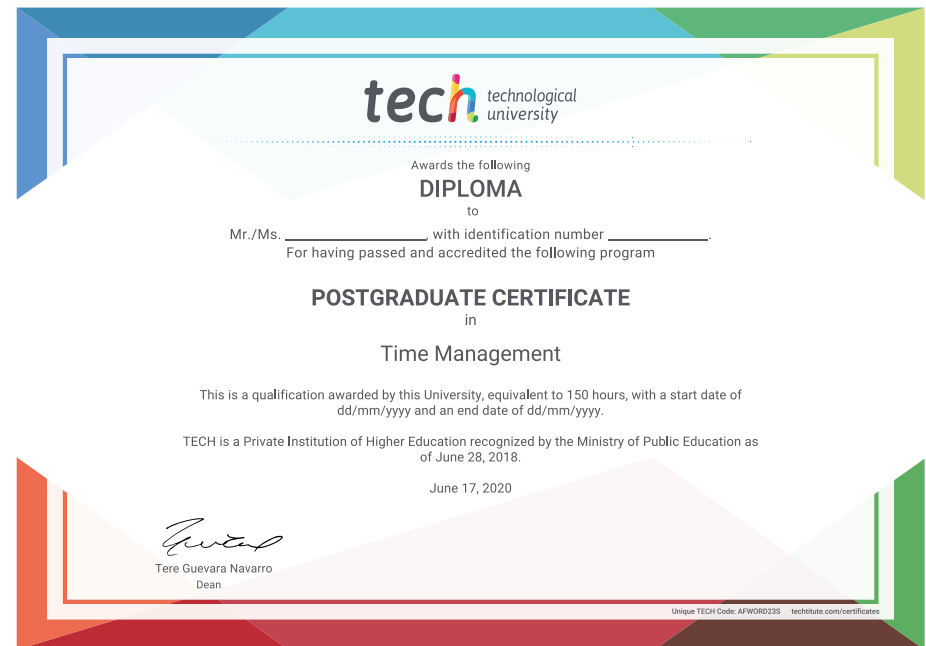 tech technological
university
Awards the following
DIPLOMA
to
Mr./Ms. ____________, with identification number ____________.
For having passed and accredited the following program
POSTGRADUATE CERTIFICATE
in
Time Management
This is a qualification awarded by this University, equivalent to 150 hours, with a start date of
dd/mm/yyyy and an end date of dd/mm/yyyy.
TECH is a Private Institution of Higher Education recognized by the Ministry of Public Education as
of June 28, 2018.
June 17, 2020
Tere Guevara Navarro
Dean
Unique TECH Code: AFWORD23S techtitute.com/certificates